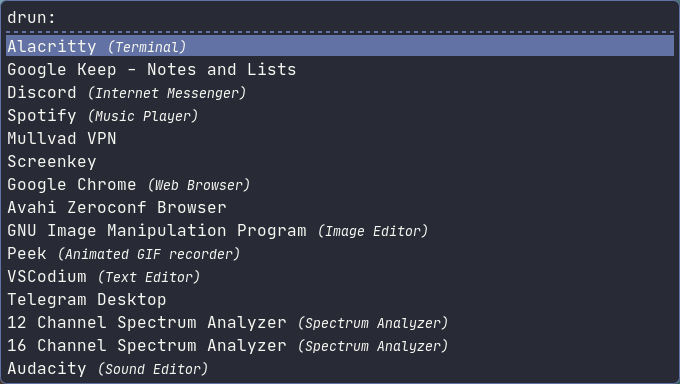 drun:
Alacritty (Terminal)
Google Keep - Notes and Lists
Discord (Internet Messenger)
Spotify (Music Player)
Mullvad VPN
Screenkey
Google Chrome (Web Browser)
Avahi Zeroconf Browser
GNU Image Manipulation Program (Image Editor)
Peek (Animated GIF recorder)
VSCodium (Text Editor)
Telegram Desktop
12 Channel Spectrum Analyzer (Spectrum Analyzer)
16 Channel Spectrum Analyzer (Spectrum Analyzer)
Audacity (Sound Editor)